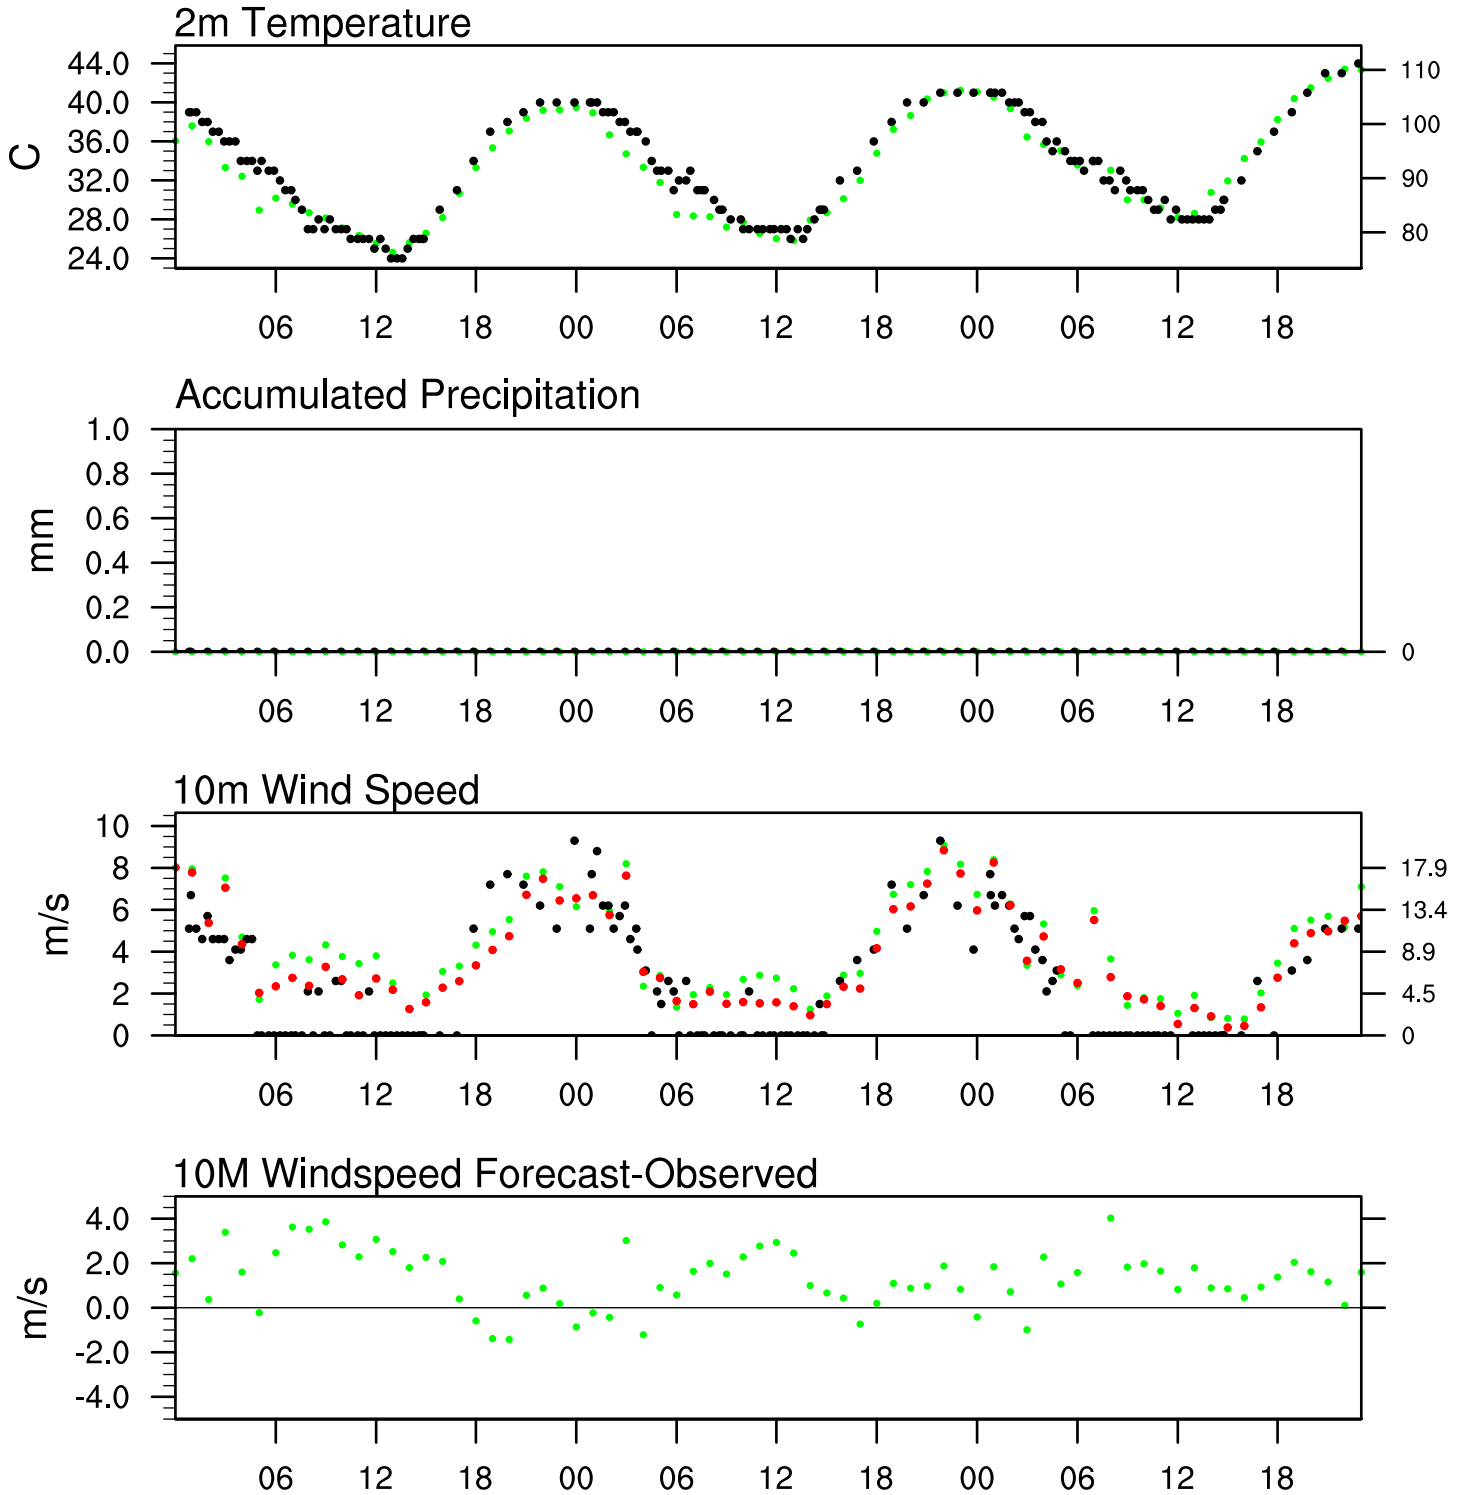 2m Temperature
44.0
40.0
36.0
32.0
28.0
24.0
C
110
100
90
80
06 12 18 00 06 12 18 00 06 12 18
Accumulated Precipitation
1.0
0.8
0.6
0.4
0.2
0.0
mm
0
06 12 18 00 06 12 18 00 06 12 18
10m Wind Speed
10
8
6
4
2
0
m/s
17.9
13.4
8.9
4.5
0
06 12 18 00 06 12 18 00 06 12 18
10M Windspeed Forecast-Observed
4.0
2.0
0.0
-2.0
-4.0
m/s
06 12 18 00 06 12 18 00 06 12 18